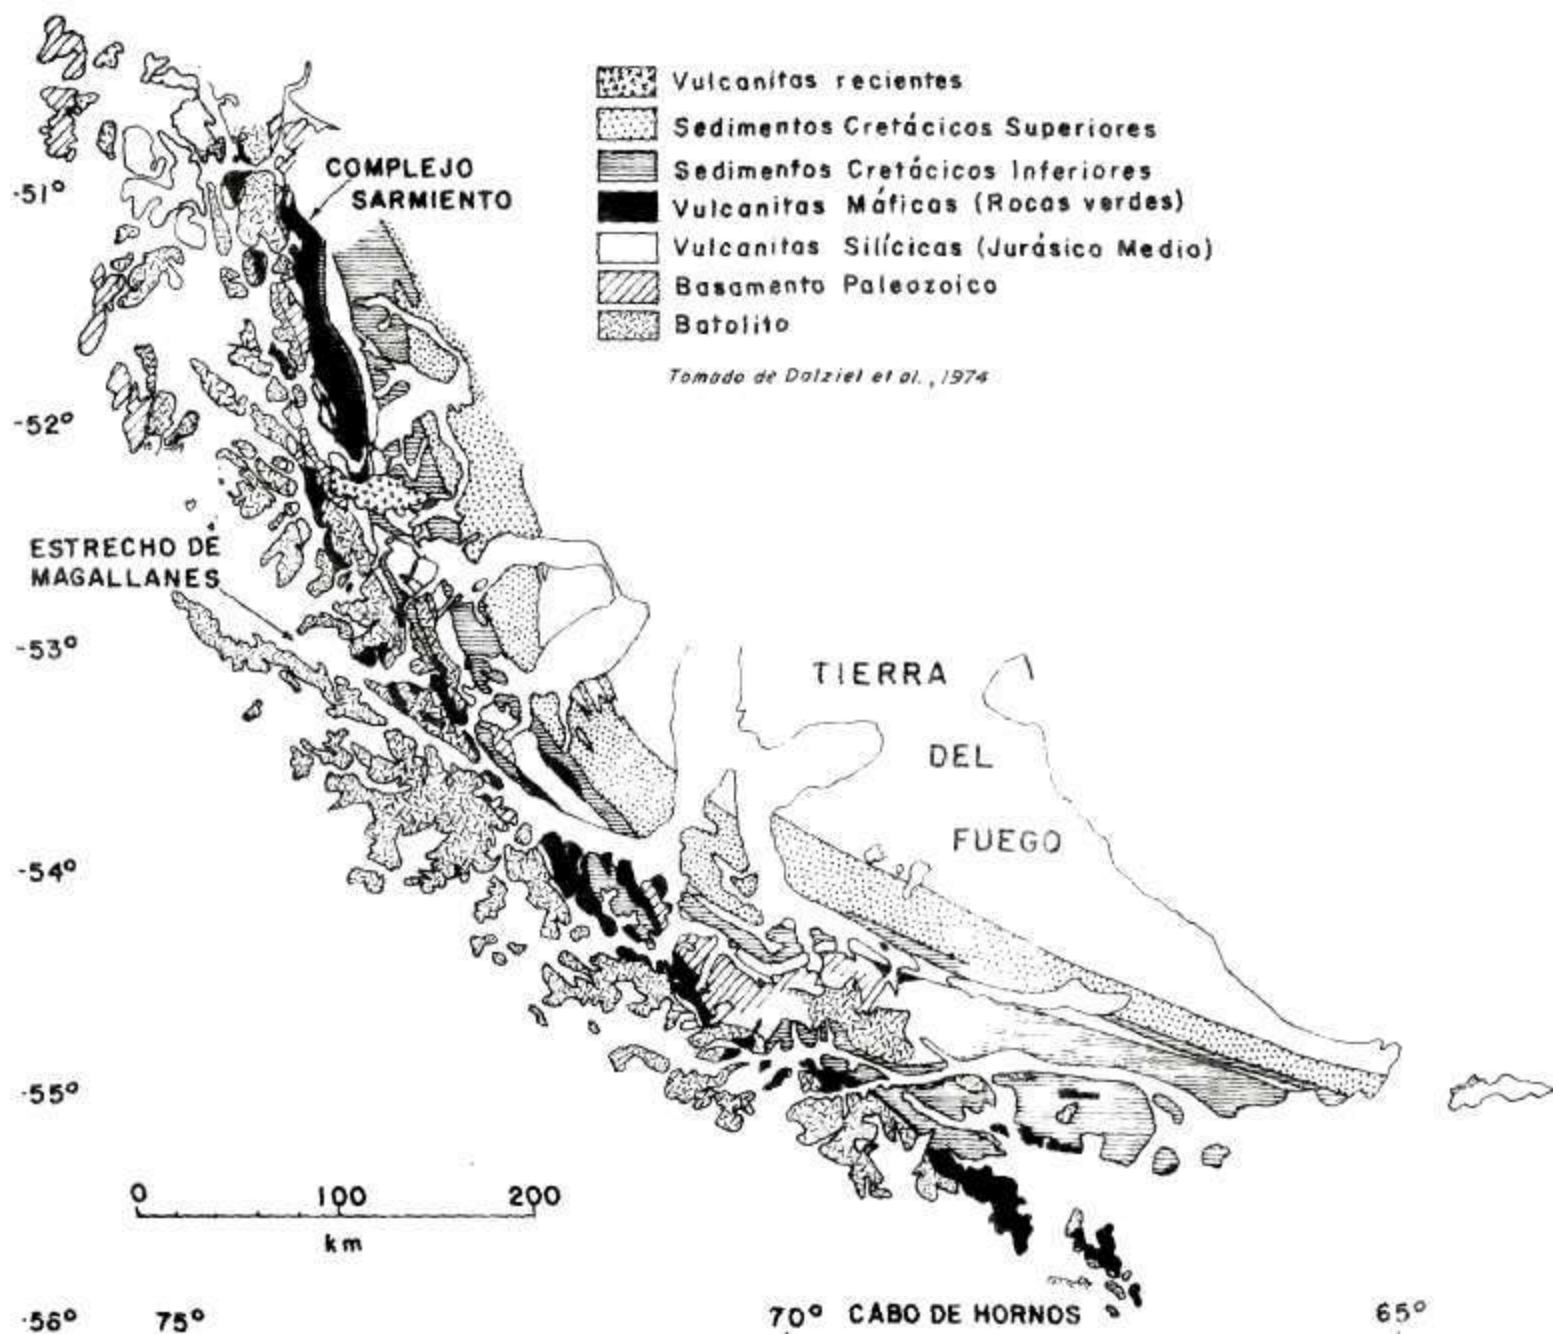 Vulcanitas recientes
Sedimentos Cretácicos Superiores
Sedimentos Cretácicos Inferiores
Vulcanitas Máficas (Rocas verdes)
Vulcanitas Silícicas (Jurásico Medio)
Basamento Paleozoico
Batolito
Tomado de Dalziel et al., 1974
COMPLEJO
SARMIENTO
-51°
-52°
ESTRECHO DE
MAGALLANES
-53°
TIERRA
DEL
FUEGO
-54°
-55°
0 100 200
km
-56° 75° 70° CABO DE HORNOS 65°